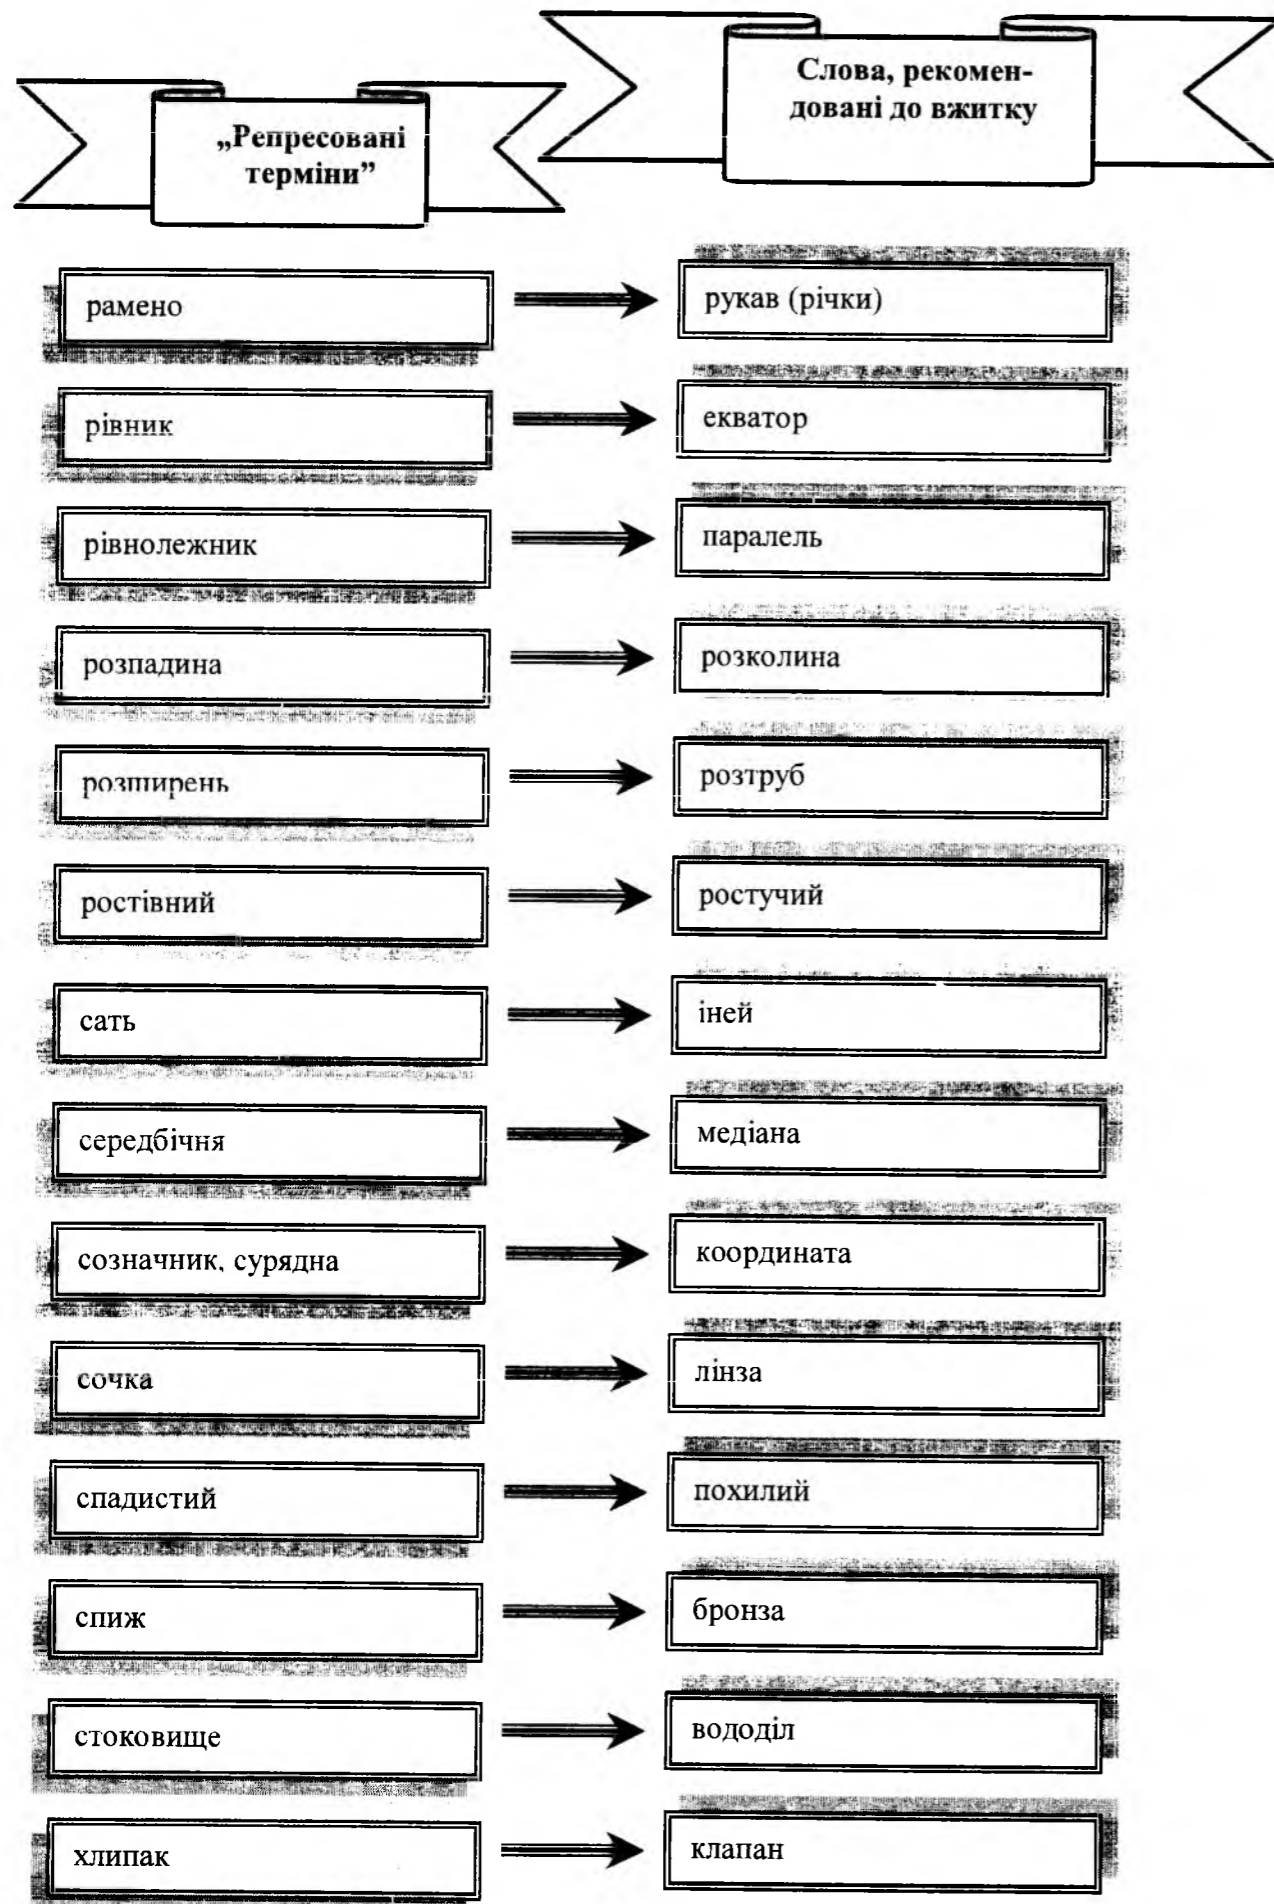 „Репресовані
терміни”
Слова, рекомен-
довані до вжитку
рамено
рукав (річки)
рівник
екватор
рівнолежник
паралель
розпадина
розколина
розширень
розтруб
ростівний
ростучий
сать
іней
середбічня
медіана
созначник, сурядна
координата
сочка
лінза
спадистий
похилий
спиж
бронза
стоковище
вододіл
хлипак
клапан